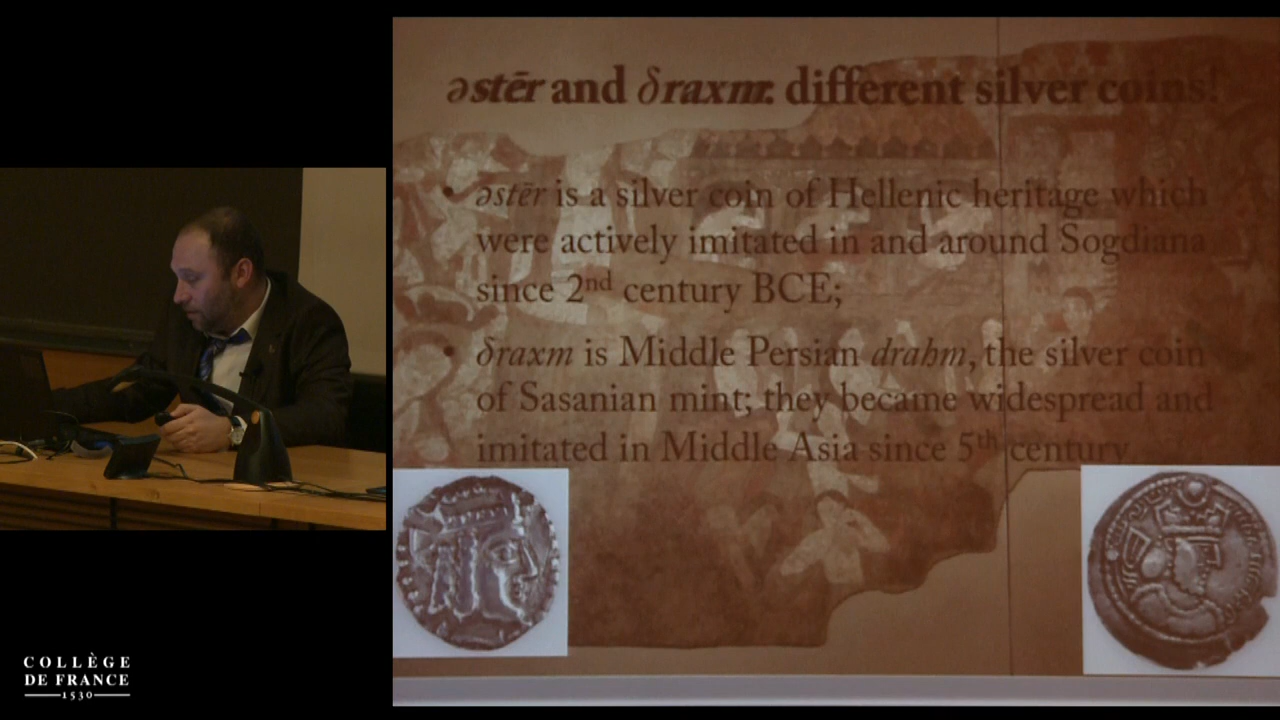 əstēr and δraxm: different silver coins!
• əstēr is a silver coin of Hellenic heritage which
were actively imitated in and around Sogdiana
since 2nd century BCE;
• δraxm is Middle Persian drahm, the silver coin
of Sasanian mint; they became widespread and
imitated in Middle Asia since 5th century
COLLÈGE
DE FRANCE
1530